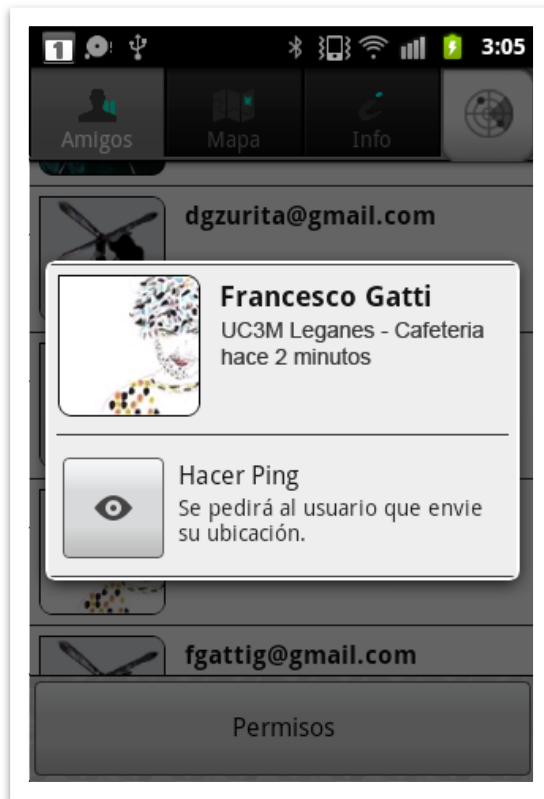 1
3:05
Amigos
Mapa
Info
dgzurita@gmail.com
Francesco Gatti
UC3M Leganes - Cafeteria
hace 2 minutos
Hacer Ping
Se pedirá al usuario que envie
su ubicación.
fgattig@gmail.com
Permisos